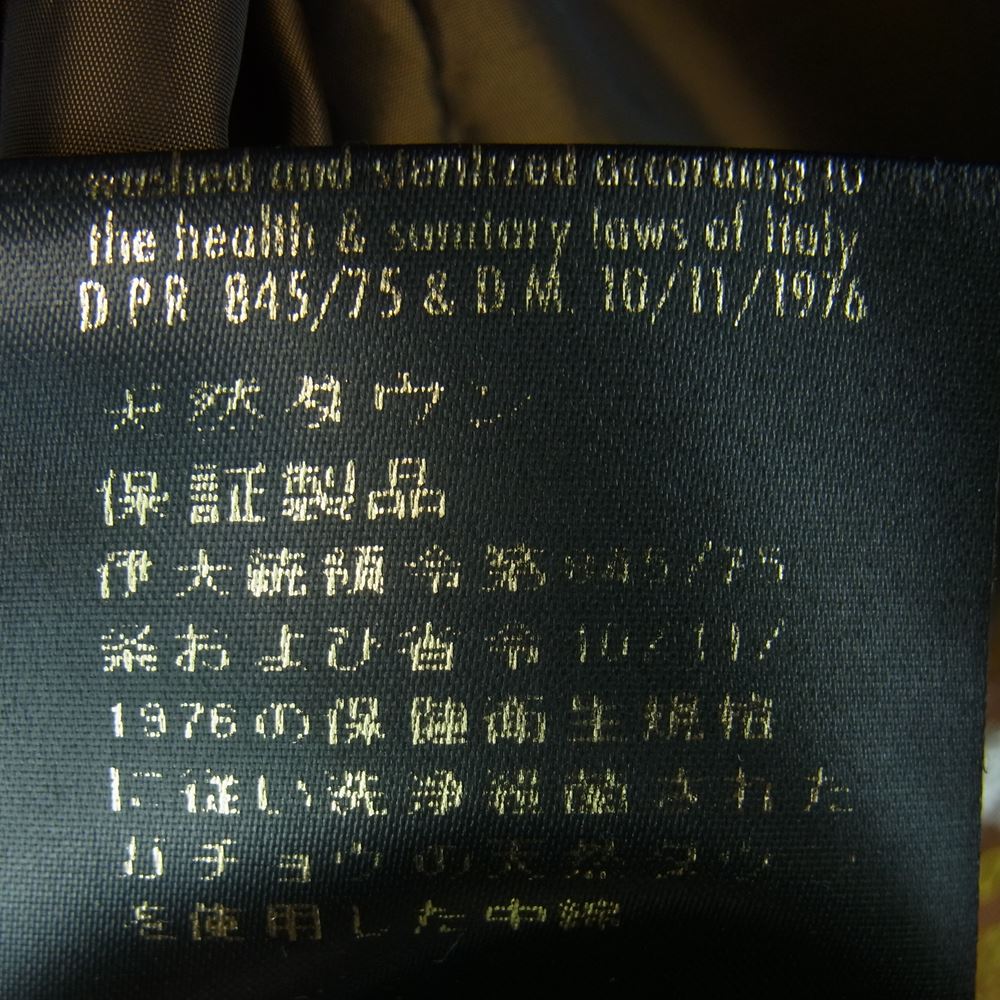 washed and sterilized according to
the health & sanitary laws of Italy
D.P.R. 845/75 & D.M. 10/11/1976
天然ダウン
保証製品
伊大統領令第845/75
条および省令10/11/
1976の保健衛生規格
に従い洗浄殺菌された
ガチョウの天然ダウン
を使用した中綿